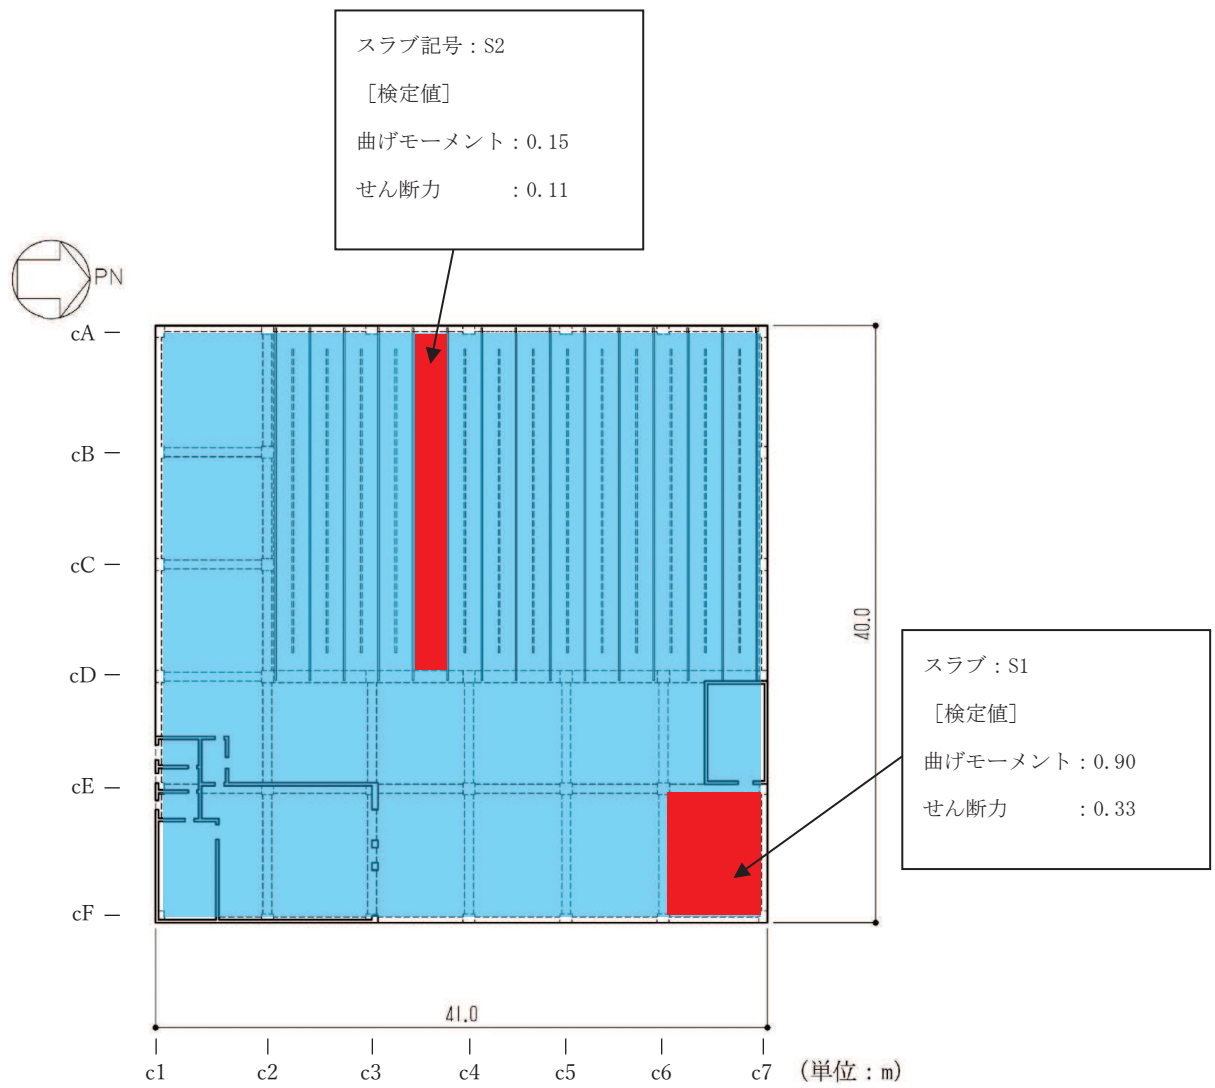 スラブ記号：S2
［検定値］
曲げモーメント：0.15
せん断力　　　：0.11
PN
cA
cB
cC
cD
cE
cF
40.0
スラブ：S1
［検定値］
曲げモーメント：0.90
せん断力　　　：0.33
41.0
c1 c2 c3 c4 c5 c6 c7 （単位：m）